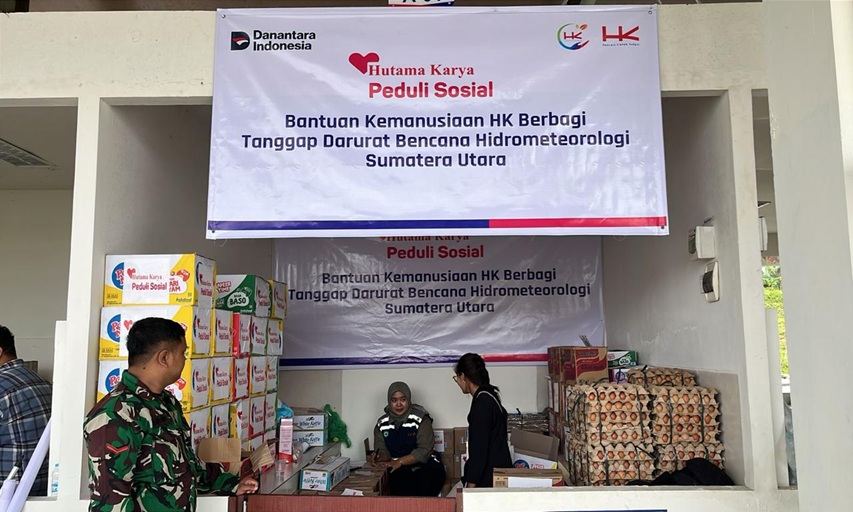 Danantara
Indonesia
HK
HK
Hutama Karya
Peduli Sosial
Bantuan Kemanusiaan HK Berbagi
Tanggap Darurat Bencana Hidrometeorologi
Sumatera Utara
Hutama Karya
Peduli Sosial
Bantuan Kemanusiaan HK Berbagi
Tanggap Darurat Bencana Hidrometeorologi
Sumatera Utara
Hutama Karya
Peduli Sosial
BASO